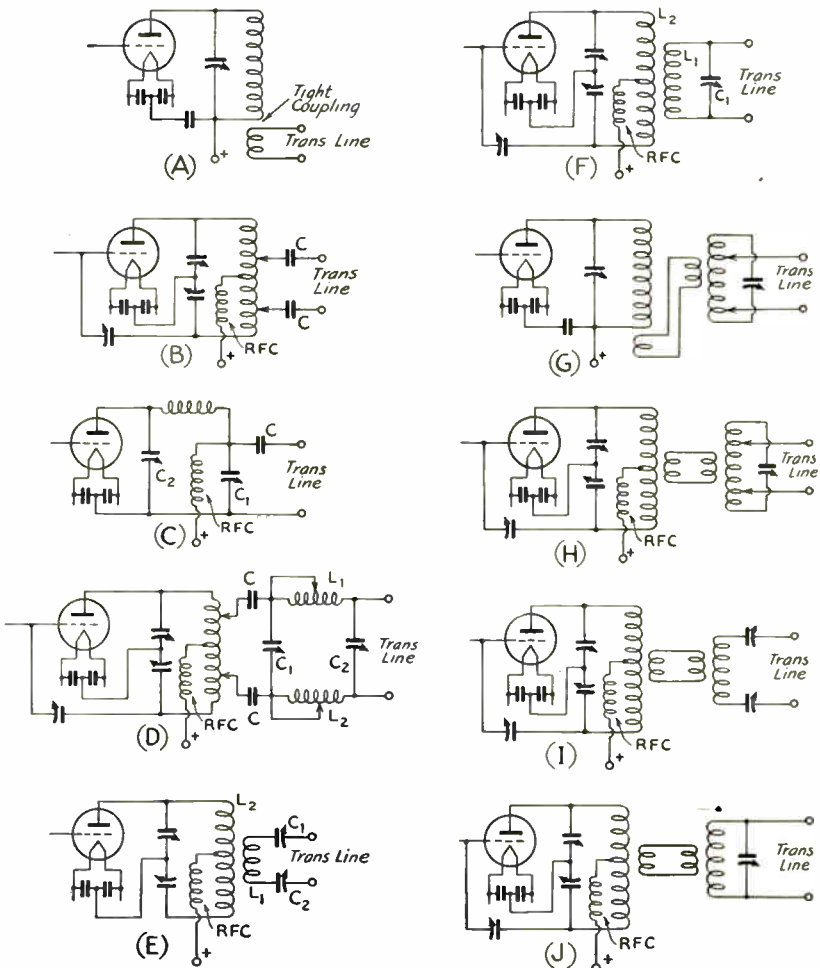 Tight
Coupling
+
Trans Line
(A)
C
Trans
Line
C
RFC
+
(B)
C
Trans
Line
C₂
C₁
RFC
+
(C)
C
L₁
C₁
C₂
Trans
Line
RFC
C
L₂
+
(D)
L₂
C₁
Trans Line
L₁
C₂
RFC
+
(E)
L₂
L₁
C₁
Trans
Line
RFC
+
(F)
Trans
Line
+
(G)
Trans
Line
RFC
+
(H)
Trans
Line
RFC
+
(I)
Trans
Line
RFC
+
(J)